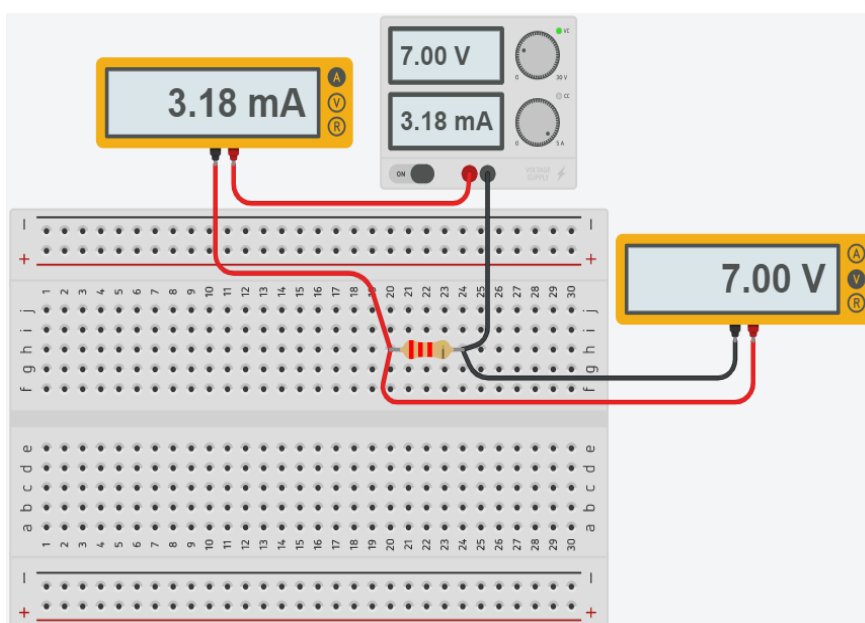 7.00 V
VC
0 30 V
3.18 mA
A
V
R
3.18 mA
CC
0 5 A
ON
VOLTAGE
SUPPLY
7.00 V
A
V
R
1 2 3 4 5 6 7 8 9 10 11 12 13 14 15 16 17 18 19 20 21 22 23 24 25 26 27 28 29 30
j j
i i
h h
g g
f f
e e
d d
c c
b b
a a
1 2 3 4 5 6 7 8 9 10 11 12 13 14 15 16 17 18 19 20 21 22 23 24 25 26 27 28 29 30